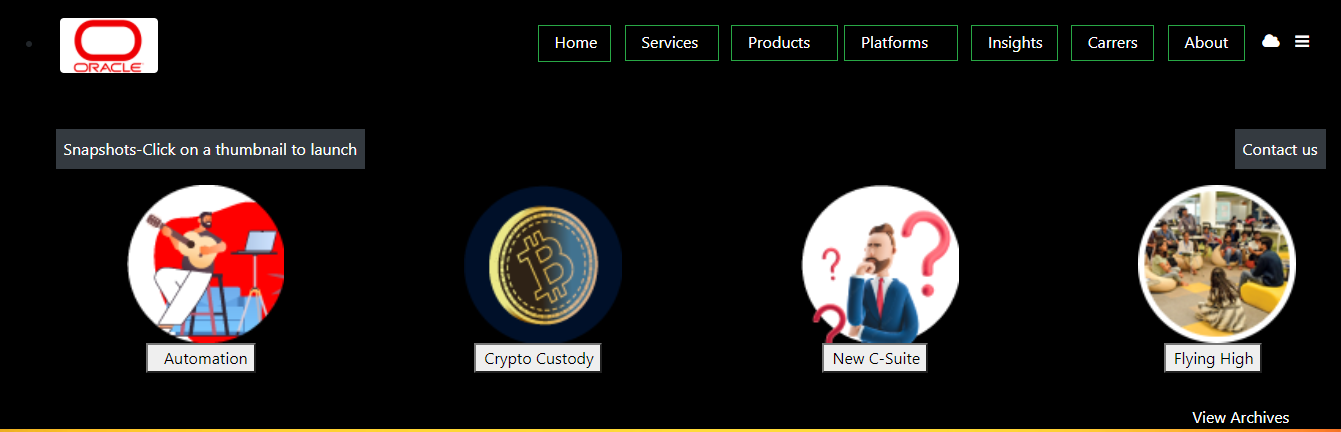 ORACLE
Home Services Products Platforms Insights Carrers About
Snapshots-Click on a thumbnail to launch
Contact us
Automation
Crypto Custody
New C-Suite
Flying High
View Archives